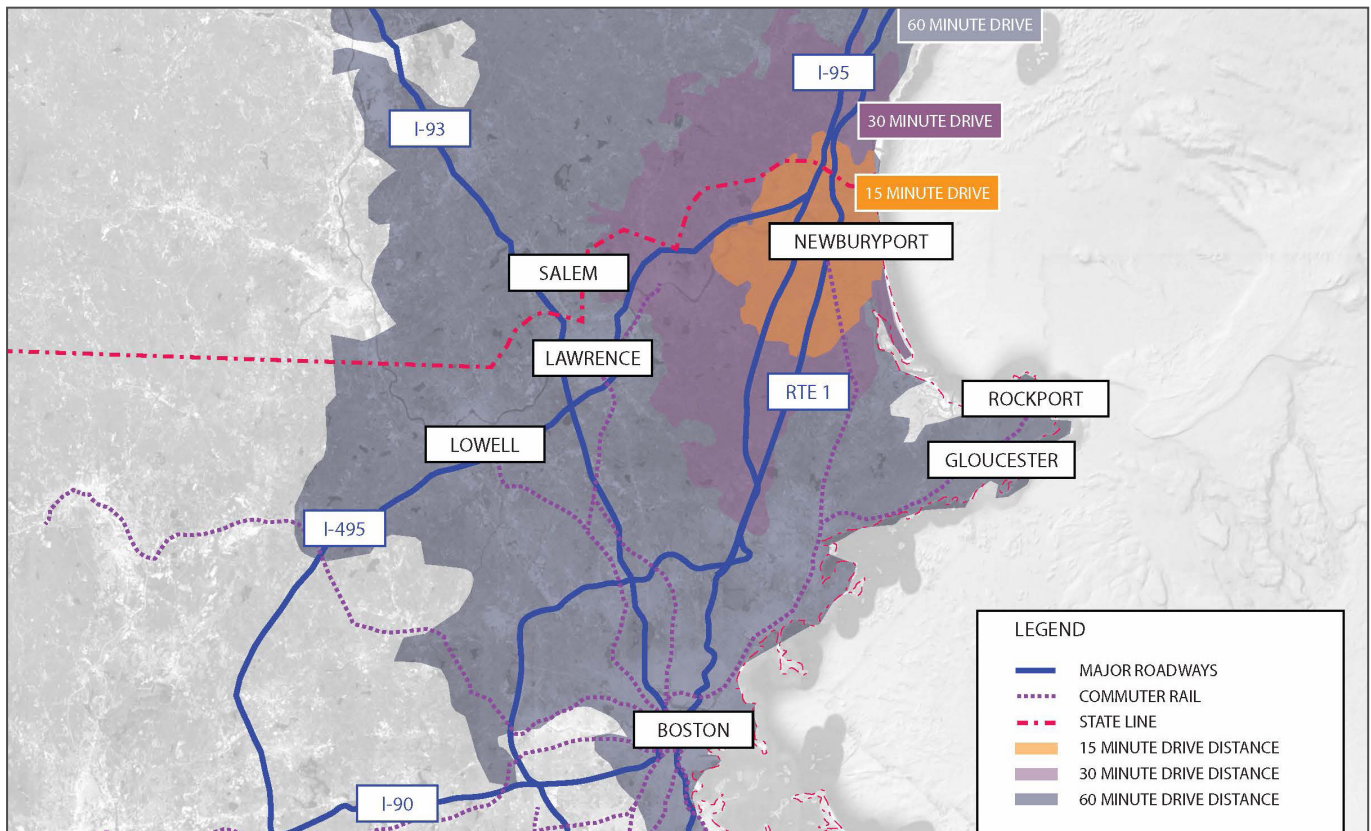 60 MINUTE DRIVE
I-95
30 MINUTE DRIVE
I-93
15 MINUTE DRIVE
NEWBURYPORT
SALEM
LAWRENCE
RTE 1
ROCKPORT
LOWELL
GLOUCESTER
I-495
BOSTON
I-90
LEGEND
MAJOR ROADWAYS
COMMUTER RAIL
STATE LINE
15 MINUTE DRIVE DISTANCE
30 MINUTE DRIVE DISTANCE
60 MINUTE DRIVE DISTANCE